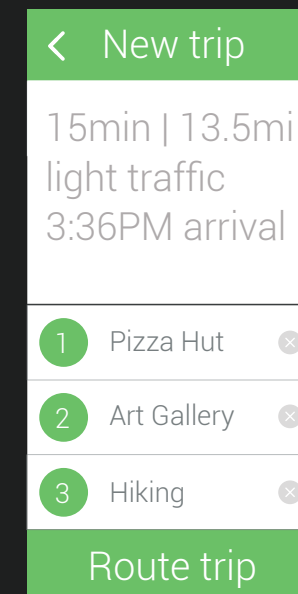 New trip
15min | 13.5mi
light traffic
3:36PM arrival
1 Pizza Hut
2 Art Gallery
3 Hiking
Route trip